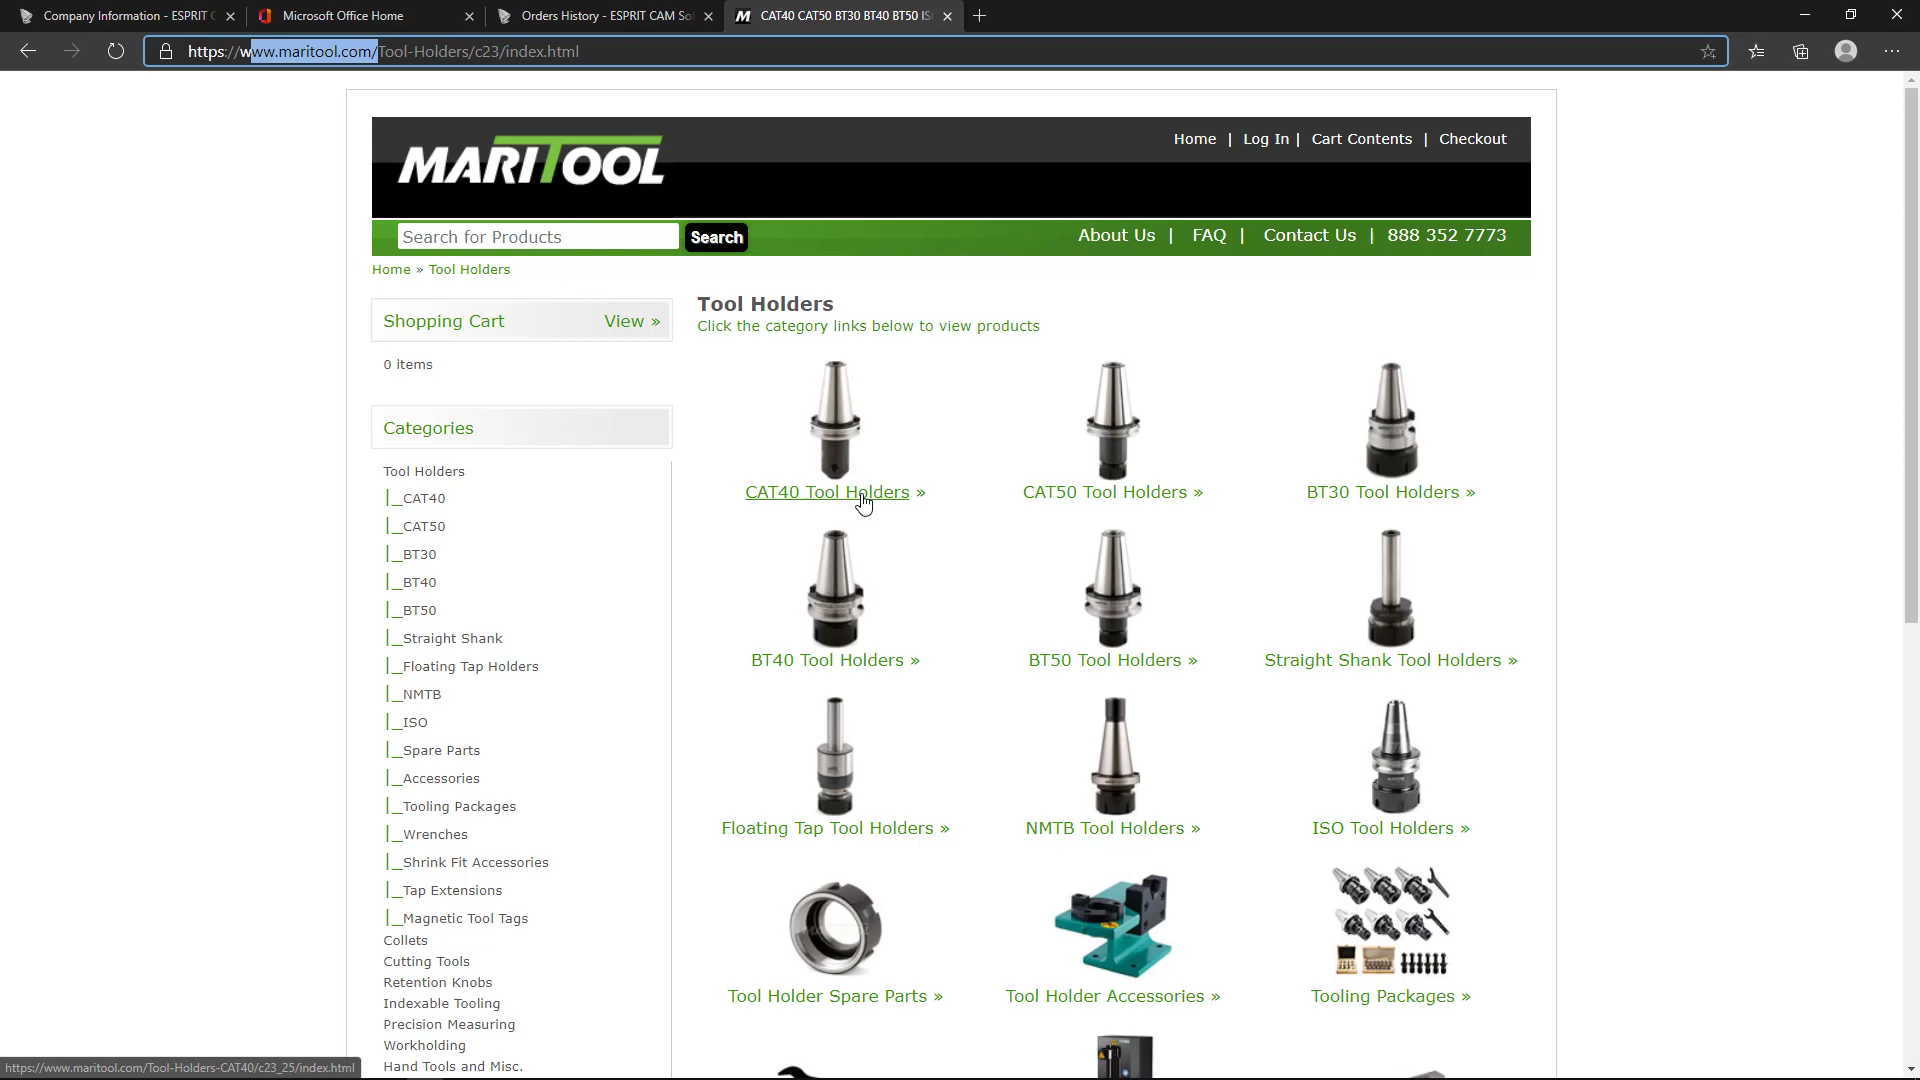 Company Information - ESPRIT C
Microsoft Office Home
Orders History - ESPRIT CAM So
M CAT40 CAT50 BT30 BT40 BT50 IS
https://www.maritool.com/Tool-Holders/c23/index.html
MARITOOL
Home | Log In | Cart Contents | Checkout
Search for Products
Search
About Us | FAQ | Contact Us | 888 352 7773
Home » Tool Holders
Shopping Cart View »
0 items
Categories
Tool Holders
|_CAT40
|_CAT50
|_BT30
|_BT40
|_BT50
|_Straight Shank
|_Floating Tap Holders
|_NMTB
|_ISO
|_Spare Parts
|_Accessories
|_Tooling Packages
|_Wrenches
|_Shrink Fit Accessories
|_Tap Extensions
|_Magnetic Tool Tags
Collets
Cutting Tools
Retention Knobs
Indexable Tooling
Precision Measuring
Workholding
Hand Tools and Misc.
Tool Holders
Click the category links below to view products
CAT40 Tool Holders »
CAT50 Tool Holders »
BT30 Tool Holders »
BT40 Tool Holders »
BT50 Tool Holders »
Straight Shank Tool Holders »
Floating Tap Tool Holders »
NMTB Tool Holders »
ISO Tool Holders »
Tool Holder Spare Parts »
Tool Holder Accessories »
Tooling Packages »
https://www.maritool.com/Tool-Holders-CAT40/c23_25/index.html